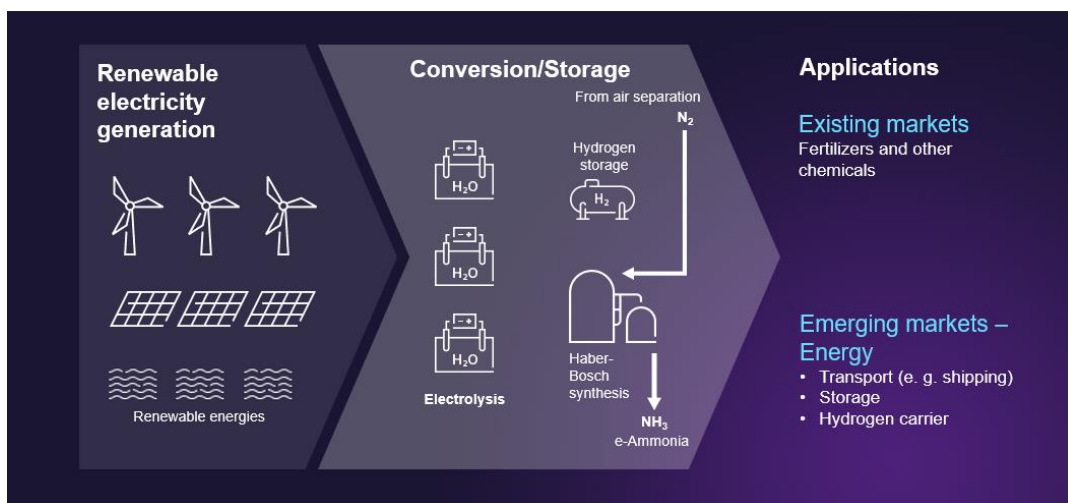 Renewable
electricity
generation
Renewable energies
Conversion/Storage
From air separation
N₂
Hydrogen
storage
H₂
H₂O
H₂O
H₂O
Electrolysis
Haber-
Bosch
synthesis
NH₃
e-Ammonia
Applications
Existing markets
Fertilizers and other
chemicals
Emerging markets –
Energy
• Transport (e. g. shipping)
• Storage
• Hydrogen carrier